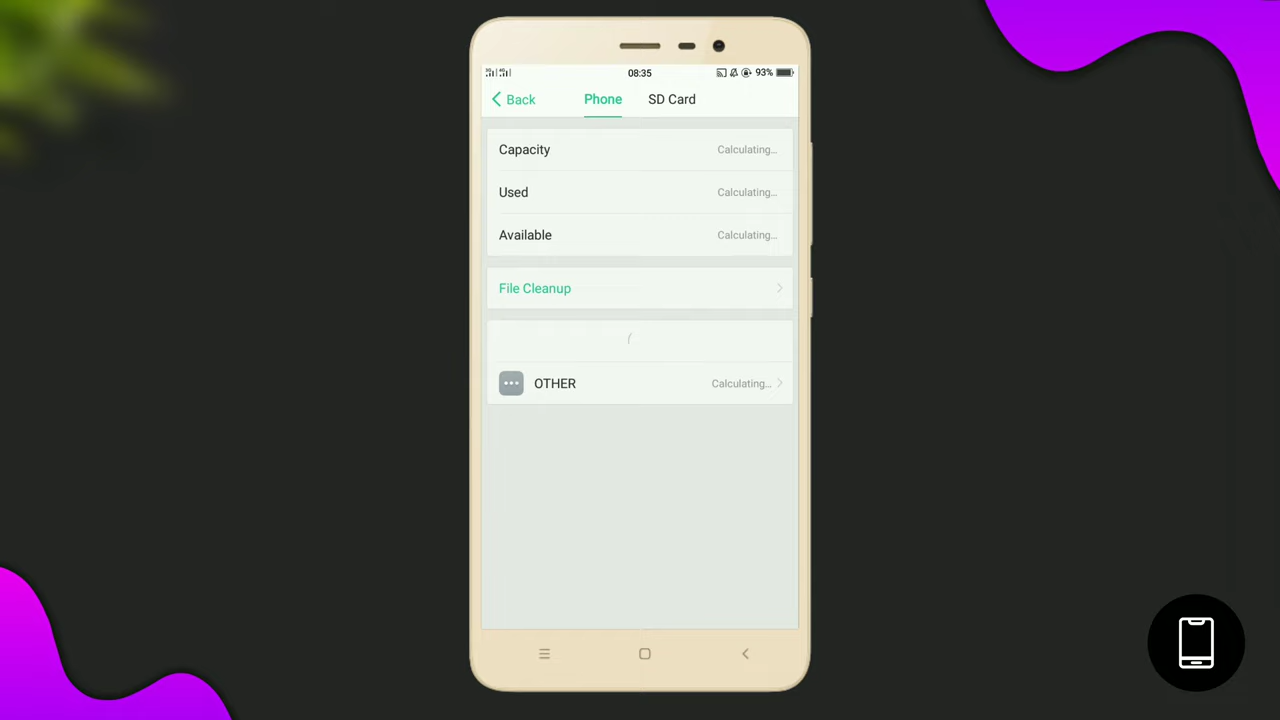 08:35
93%
Back
Phone
SD Card
Capacity
Calculating...
Used
Calculating...
Available
Calculating...
File Cleanup
OTHER
Calculating...